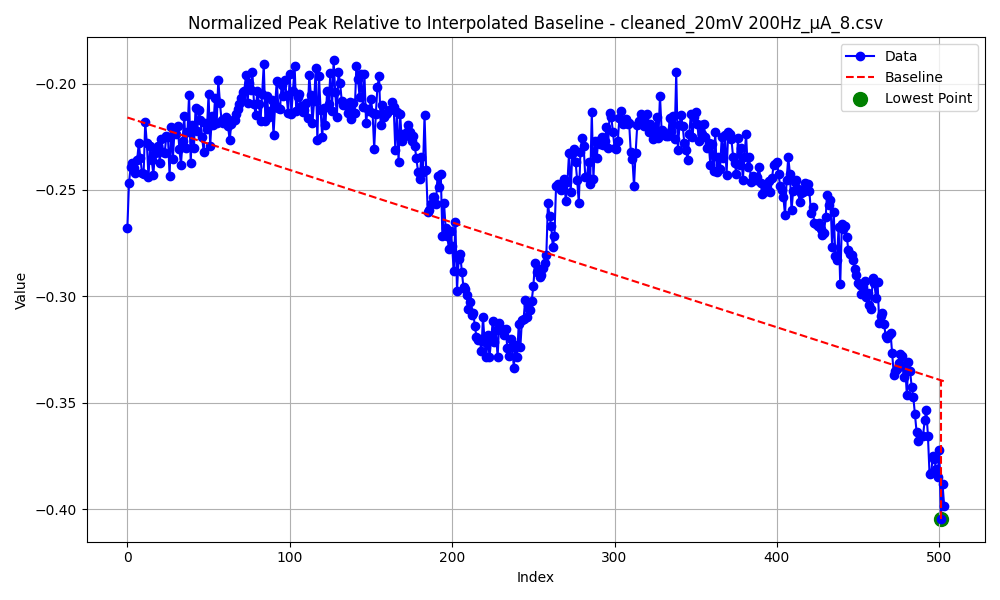 Normalized Peak Relative to Interpolated Baseline - cleaned_20mV 200Hz_μA_8.csv
Data
Baseline
Lowest Point
Value
−0.20
−0.25
−0.30
−0.35
−0.40
0 100 200 300 400 500
Index